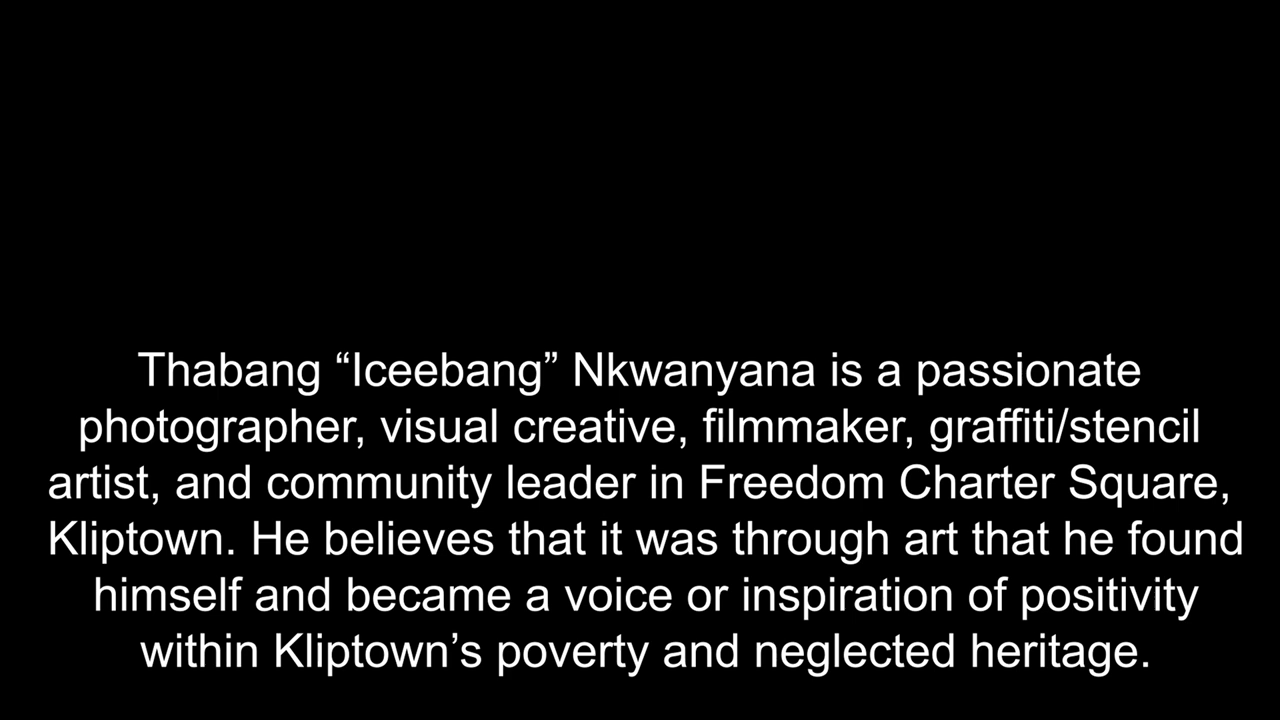 Thabang “Iceebang” Nkwanyana is a passionate
photographer, visual creative, filmmaker, graffiti/stencil
artist, and community leader in Freedom Charter Square,
Kliptown. He believes that it was through art that he found
himself and became a voice or inspiration of positivity
within Kliptown’s poverty and neglected heritage.